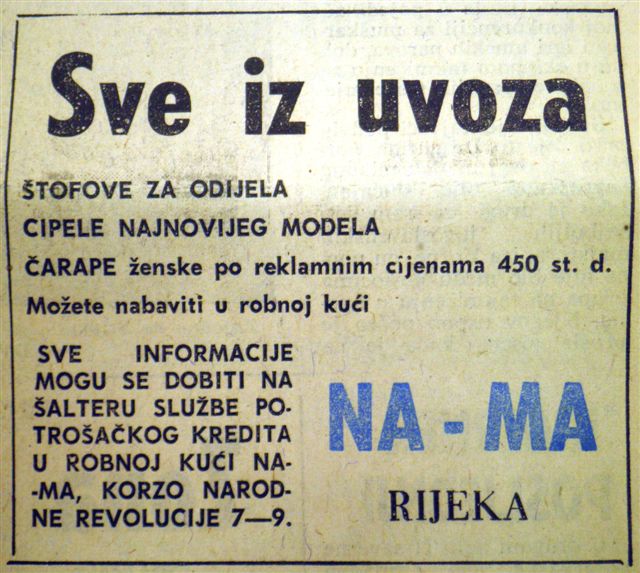 Sve iz uvoza
ŠTOFOVE ZA ODIJELA
CIPELE NAJNOVIJEG MODELA
ČARAPE ženske po reklamnim cijenama 450 st. d.
Možete nabaviti u robnoj kući
SVE INFORMACIJE
MOGU SE DOBITI NA
ŠALTERU SLUŽBE PO-
TROŠAČKOG KREDITA
U ROBNOJ KUĆI NA-
-MA, KORZO NAROD-
NE REVOLUCIJE 7—9.
NA - MA
RIJEKA